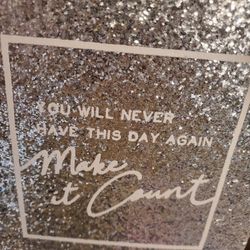 YOU WILL NEVER
HAVE THIS DAY AGAIN
Make
it Count